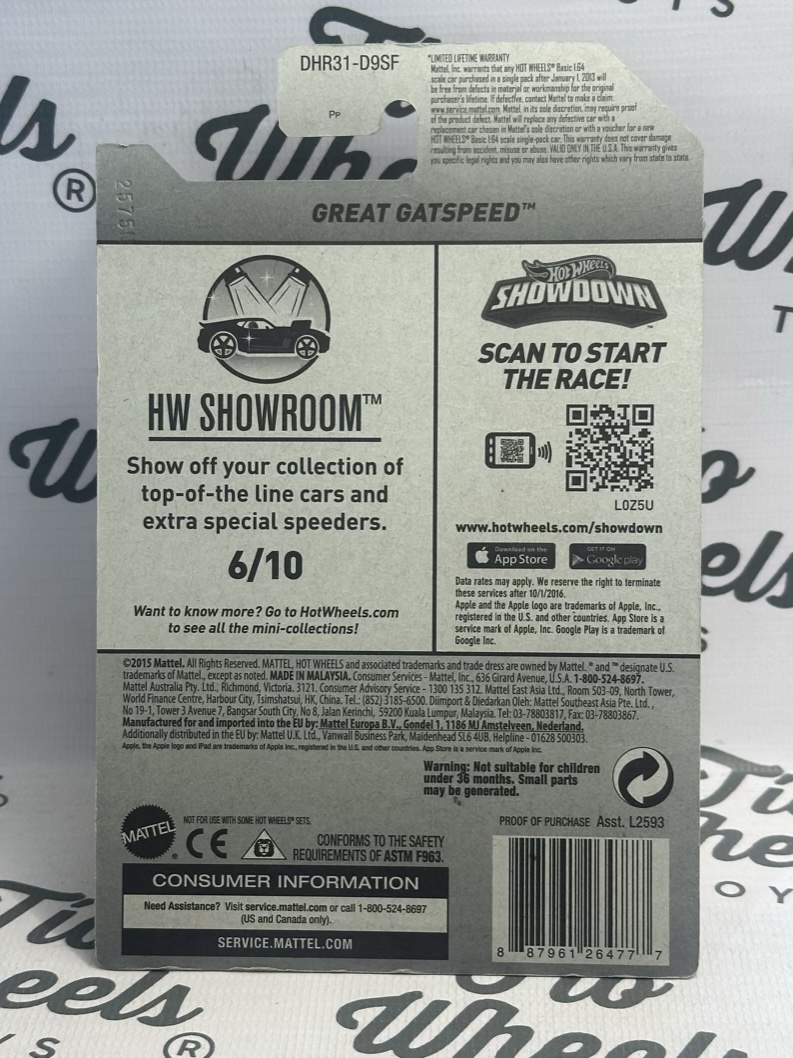 DHR31-D9SF
Pp
*LIMITED LIFETIME WARRANTY
Mattel, Inc. warrants that any HOT WHEELS® Basic 1:64
scale car purchased in a single pack after January 1, 2013 will
be free from defects in material or workmanship for the original
purchaser's lifetime. If defective, contact Mattel to make a claim:
www.service.mattel.com. Mattel, in its sole discretion, may require proof
of the product defect. Mattel will replace any defective car with a
replacement car chosen in Mattel's sole discretion or with a voucher for a new
HOT WHEELS® Basic 1:64 scale single-pack car. This warranty does not cover damage
resulting from accident, misuse or abuse. VALID ONLY IN THE U.S.A. This warranty gives
you specific legal rights and you may also have other rights which vary from state to state.
GREAT GATSPEED™
HW SHOWROOM™
Show off your collection of
top-of-the line cars and
extra special speeders.
6/10
Want to know more? Go to HotWheels.com
to see all the mini-collections!
HOT WHEELS
SHOWDOWN™
SCAN TO START
THE RACE!
L0Z5U
www.hotwheels.com/showdown
Download on the
App Store
GET IT ON
Google play
Data rates may apply. We reserve the right to terminate
these services after 10/1/2016.
Apple and the Apple logo are trademarks of Apple, Inc.,
registered in the U.S. and other countries. App Store is a
service mark of Apple, Inc. Google Play is a trademark of
Google Inc.
©2015 Mattel. All Rights Reserved. MATTEL, HOT WHEELS and associated trademarks and trade dress are owned by Mattel. ® and ™ designate U.S.
trademarks of Mattel., except as noted. MADE IN MALAYSIA. Consumer Services - Mattel, Inc., 636 Girard Avenue, U.S.A. 1-800-524-8697.
Mattel Australia Pty. Ltd., Richmond, Victoria. 3121. Consumer Advisory Service - 1300 135 312. Mattel East Asia Ltd., Room 503-09, North Tower,
World Finance Centre, Harbour City, Tsimshatsui, HK, China. Tel.: (852) 3185-6500. Diimport & Diedarkan Oleh: Mattel Southeast Asia Pte. Ltd.,
No 19-1, Tower 3 Avenue 7, Bangsar South City, No 8, Jalan Kerinchi, 59200 Kuala Lumpur, Malaysia. Tel: 03-78803817, Fax: 03-78803867.
Manufactured for and imported into the EU by: Mattel Europa B.V., Gondel 1, 1186 MJ Amstelveen, Nederland.
Additionally distributed in the EU by: Mattel U.K. Ltd., Vanwall Business Park, Maidenhead SL6 4UB. Helpline - 01628 500303.
Apple, the Apple logo and iPad are trademarks of Apple Inc., registered in the U.S. and other countries. App Store is a service mark of Apple Inc.
Warning: Not suitable for children
under 36 months. Small parts
may be generated.
PROOF OF PURCHASE Asst. L2593
MATTEL
NOT FOR USE WITH SOME HOT WHEELS® SETS.
CE
CONFORMS TO THE SAFETY
REQUIREMENTS OF ASTM F963.
CONSUMER INFORMATION
Need Assistance? Visit service.mattel.com or call 1-800-524-8697
(US and Canada only).
SERVICE.MATTEL.COM
8 87961 26477 7